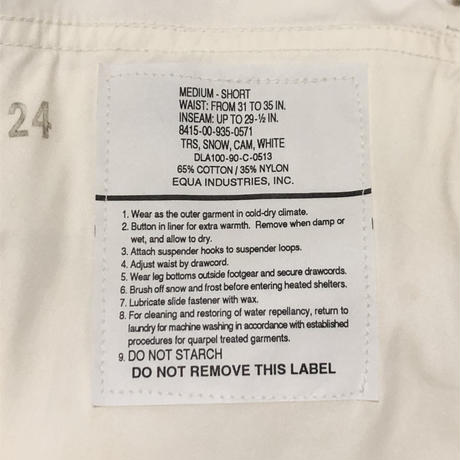 24
MEDIUM - SHORT
WAIST: FROM 31 TO 35 IN.
INSEAM: UP TO 29-½ IN.
8415-00-935-0571
TRS, SNOW, CAM, WHITE
DLA100-90-C-0513
65% COTTON / 35% NYLON
EQUA INDUSTRIES, INC.
1. Wear as the outer garment in cold-dry climate.
2. Button in liner for extra warmth. Remove when damp or
wet, and allow to dry.
3. Attach suspender hooks to suspender loops.
4. Adjust waist by drawcord.
5. Wear leg bottoms outside footgear and secure drawcords.
6. Brush off snow and frost before entering heated shelters.
7. Lubricate slide fastener with wax.
8. For cleaning and restoring of water repellancy, return to
laundry for machine washing in accordance with established
procedures for quarpel treated garments.
9. DO NOT STARCH
DO NOT REMOVE THIS LABEL